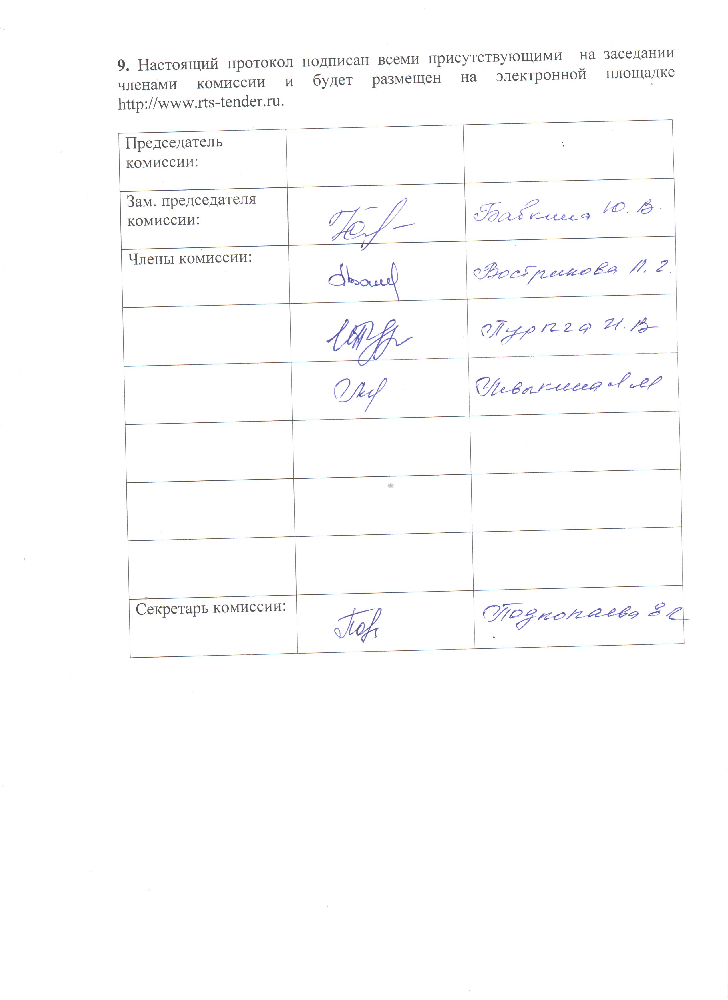 9. Настоящий протокол подписан всеми присутствующими на заседании
членами комиссии и будет размещен на электронной площадке
http://www.rts-tender.ru.
Председатель
комиссии:
Зам. председателя
комиссии:
Бабкина Ю. В.
Члены комиссии:
Вострикова Л. Г.
И. В
Л М
Секретарь комиссии:
Подкопаева Е